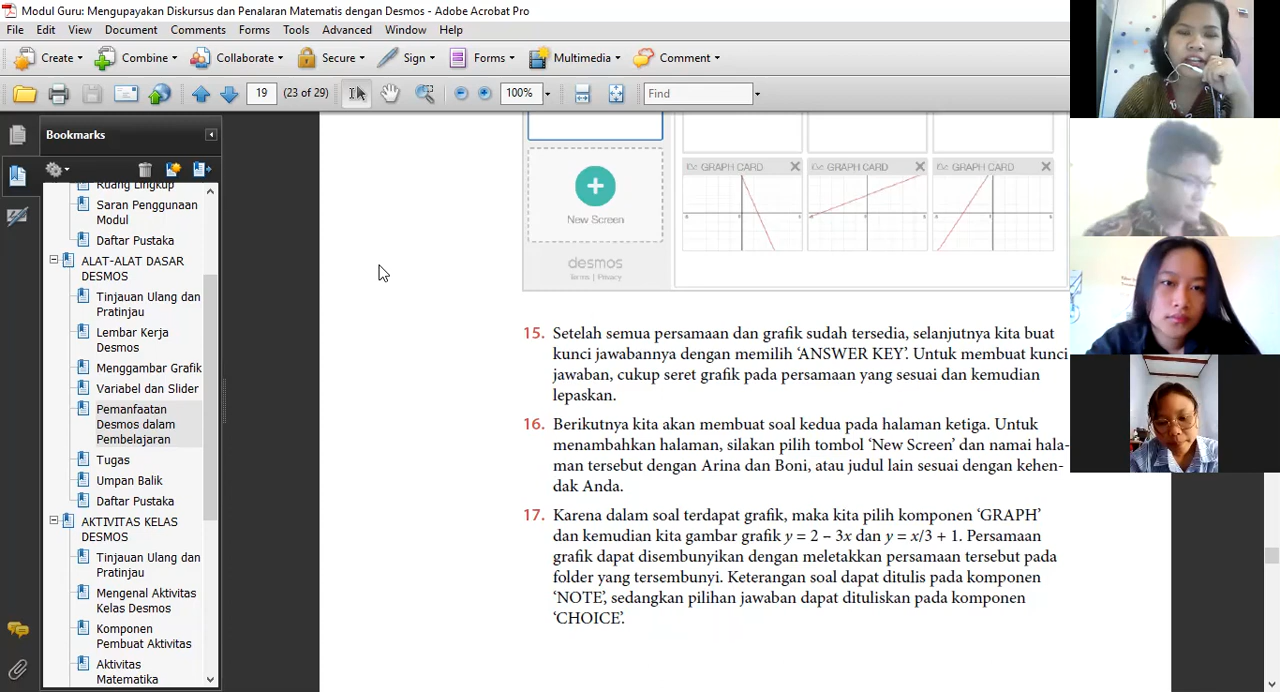 Modul Guru: Mengupayakan Diskursus dan Penalaran Matematis dengan Desmos - Adobe Acrobat Pro
File Edit View Document Comments Forms Tools Advanced Window Help
Create Combine Collaborate Secure Sign Forms Multimedia Comment
19 (23 of 29) 100% Find
Bookmarks
Ruang Lingkup
Saran Penggunaan
Modul
Daftar Pustaka
ALAT-ALAT DASAR
DESMOS
Tinjauan Ulang dan
Pratinjau
Lembar Kerja
Desmos
Menggambar Grafik
Variabel dan Slider
Pemanfaatan
Desmos dalam
Pembelajaran
Tugas
Umpan Balik
Daftar Pustaka
AKTIVITAS KELAS
DESMOS
Tinjauan Ulang dan
Pratinjau
Mengenal Aktivitas
Kelas Desmos
Komponen
Pembuat Aktivitas
Aktivitas
Matematika
GRAPH CARD GRAPH CARD GRAPH CARD
New Screen
desmos
Terms | Privacy
15. Setelah semua persamaan dan grafik sudah tersedia, selanjutnya kita buat
kunci jawabannya dengan memilih ‘ANSWER KEY’. Untuk membuat kunci
jawaban, cukup seret grafik pada persamaan yang sesuai dan kemudian
lepaskan.
16. Berikutnya kita akan membuat soal kedua pada halaman ketiga. Untuk
menambahkan halaman, silakan pilih tombol ‘New Screen’ dan namai hala-
man tersebut dengan Arina dan Boni, atau judul lain sesuai dengan kehen-
dak Anda.
17. Karena dalam soal terdapat grafik, maka kita pilih komponen ‘GRAPH’
dan kemudian kita gambar grafik y = 2 – 3x dan y = x/3 + 1. Persamaan
grafik dapat disembunyikan dengan meletakkan persamaan tersebut pada
folder yang tersembunyi. Keterangan soal dapat ditulis pada komponen
‘NOTE’, sedangkan pilihan jawaban dapat dituliskan pada komponen
‘CHOICE’.